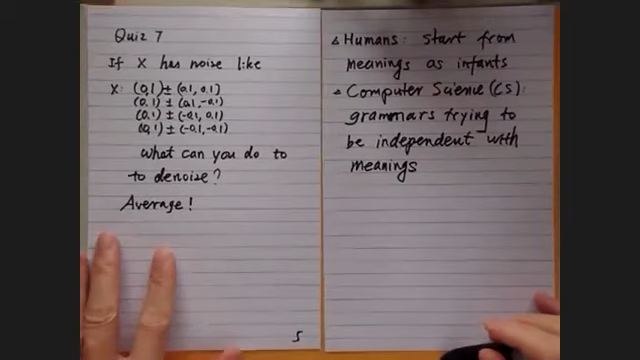 Quiz 7
If X has noise like
X: (0,1) ± (0.1, 0.1)
(0,1) ± (0.1, -0.1)
(0,1) ± (-0.1, 0.1)
(0,1) ± (-0.1, -0.1)
what can you do to
to denoise?
Average!
5
△ Humans: start from
meanings as infants
△ Computer Science (CS):
grammars trying to
be independent with
meanings